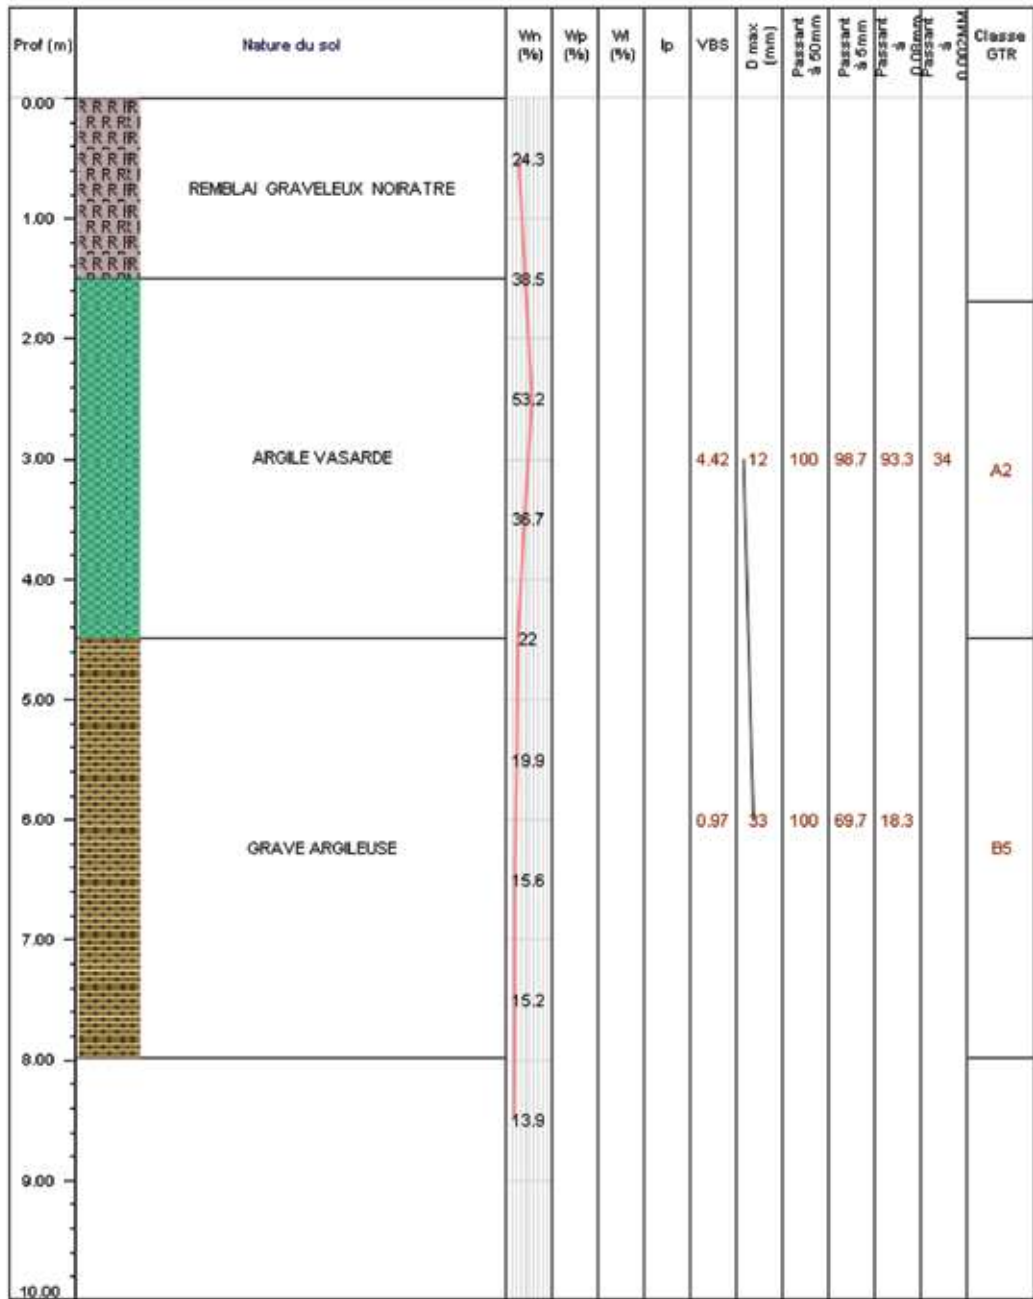 Prof (m) Nature du sol Wn (%) Wp (%) Wl (%) Ip VBS D max (mm) Passant à 50mm Passant à 5mm Passant à 0.08mm Passant à 0.002MM Classe GTR
0.00
24.3
REMBLAI GRAVELEUX NOIRATRE
1.00
38.5
2.00
53.2
ARGILE VASARDE
3.00 4.42 12 100 98.7 93.3 34
A2
36.7
4.00
22
5.00
19.9
6.00 0.97 33 100 69.7 18.3
GRAVE ARGILEUSE
B5
15.6
7.00
15.2
8.00
13.9
9.00
10.00